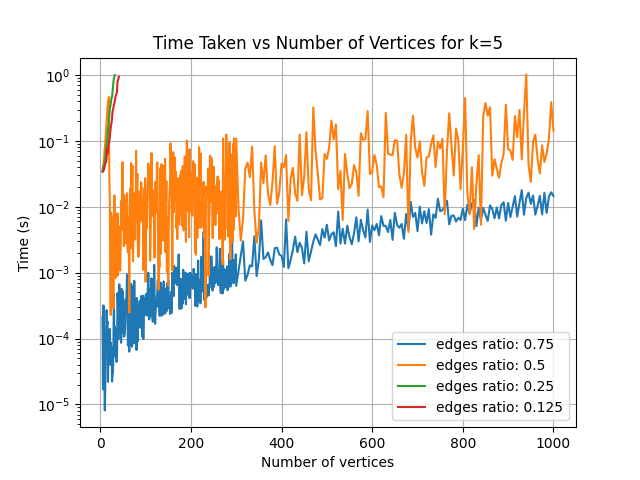 Time Taken vs Number of Vertices for k=5
Time (s)
10⁰
10⁻¹
10⁻²
10⁻³
10⁻⁴
10⁻⁵
0 200 400 600 800 1000
Number of vertices
edges ratio: 0.75
edges ratio: 0.5
edges ratio: 0.25
edges ratio: 0.125